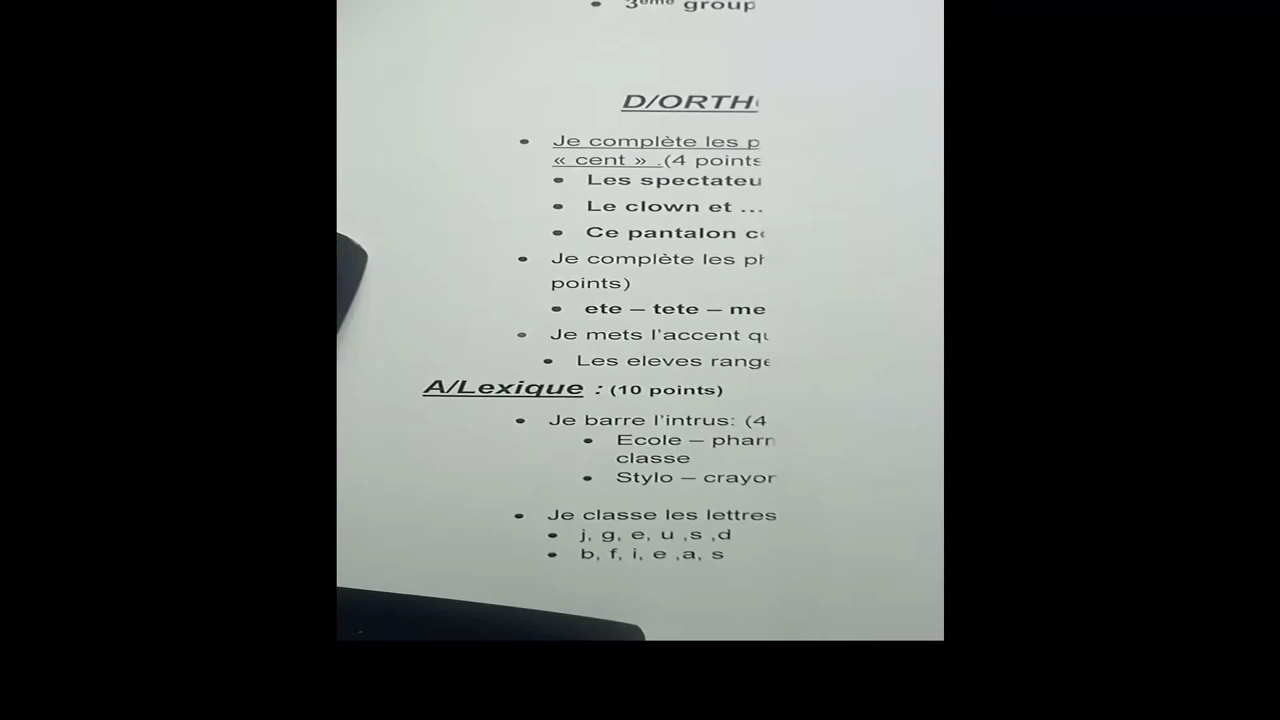 • 3ème group
D/ORTH
• Je complète les p
« cent » .(4 points
• Les spectateu
• Le clown et ...
• Ce pantalon c
• Je complète les ph
points)
• ete – tete – me
• Je mets l'accent qu
• Les eleves range
A/Lexique : (10 points)
• Je barre l'intrus: (4
• Ecole – pharm
classe
• Stylo – crayon
• Je classe les lettres
• j, g, e, u ,s ,d
• b, f, i, e ,a, s